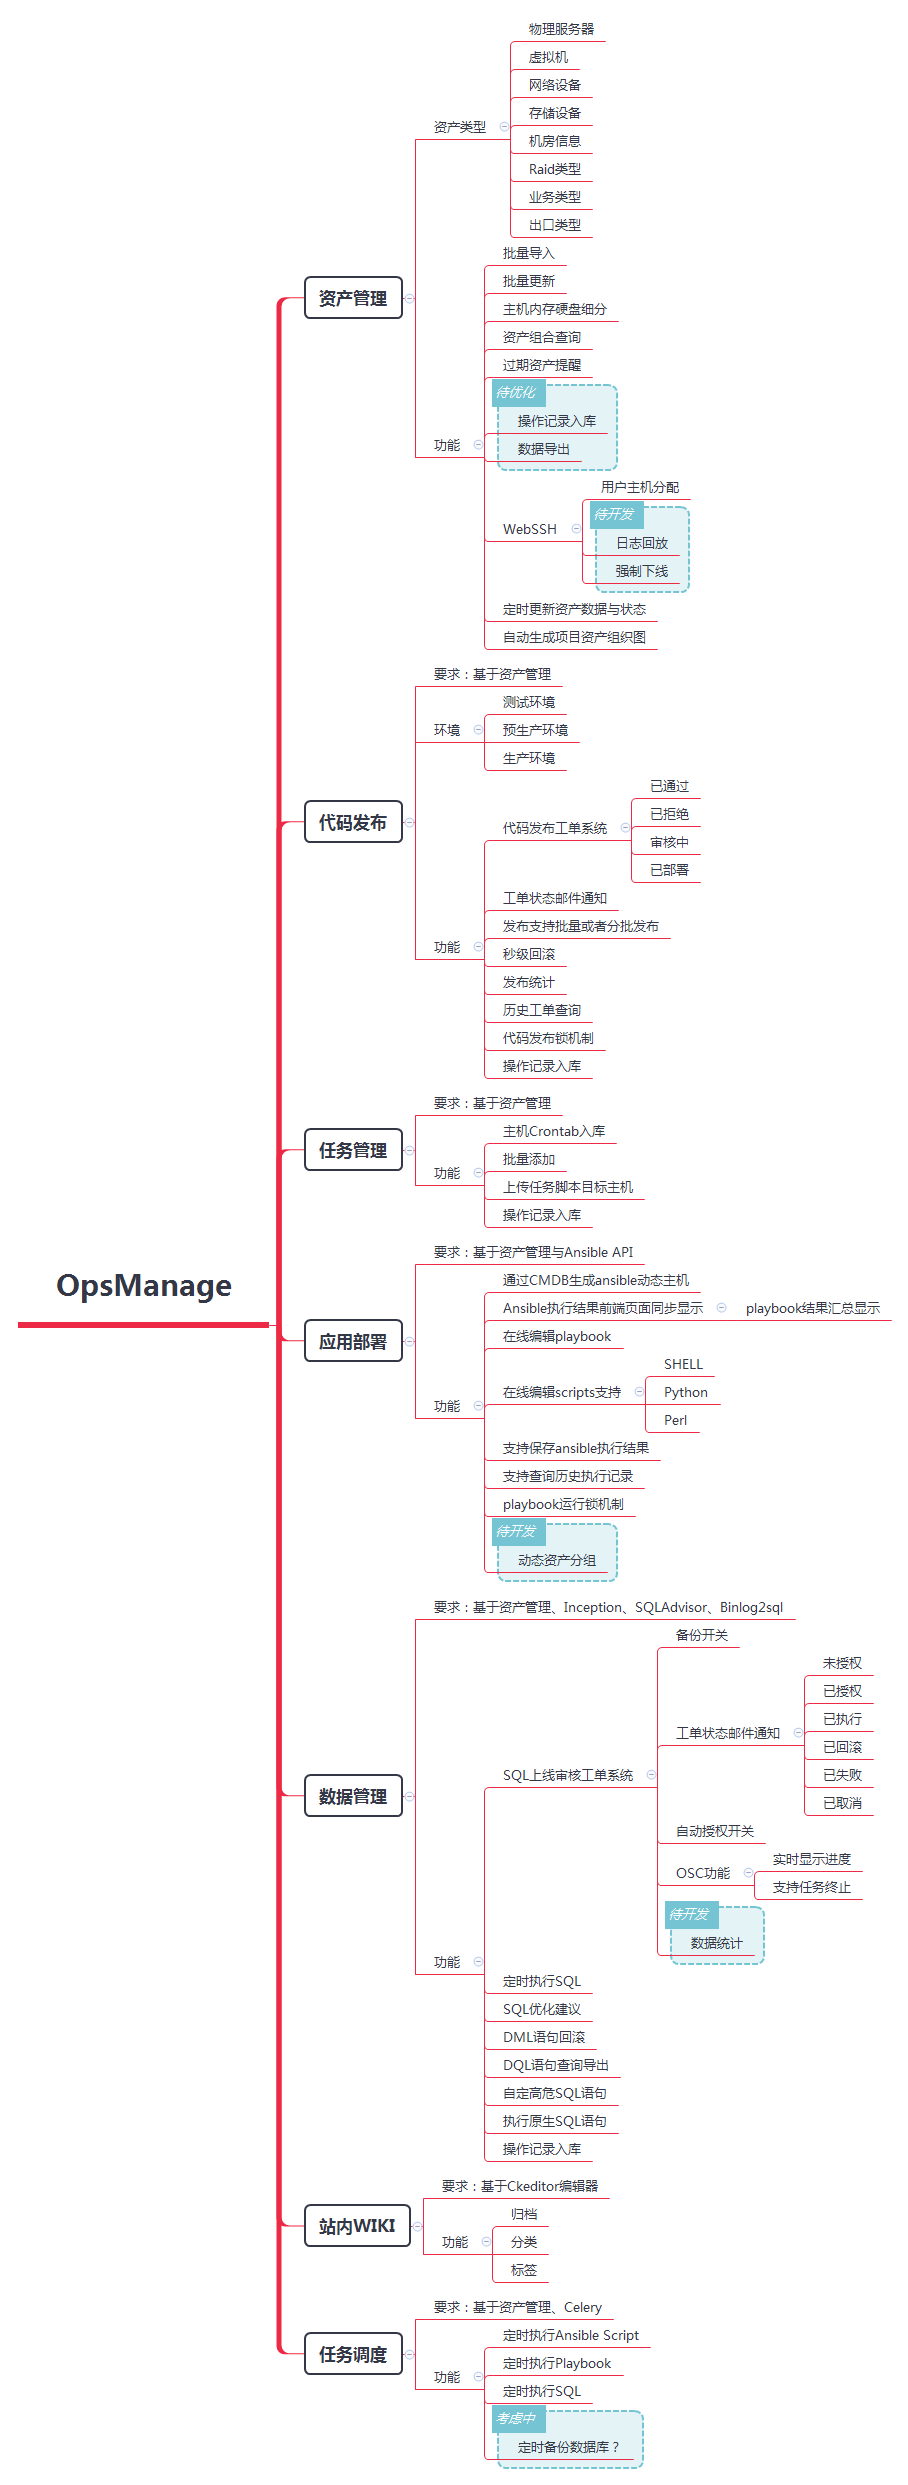 OpsManage
资产管理
资产类型
物理服务器
虚拟机
网络设备
存储设备
机房信息
Raid类型
业务类型
出口类型
功能
批量导入
批量更新
主机内存硬盘细分
资产组合查询
过期资产提醒
待优化
操作记录入库
数据导出
WebSSH
用户主机分配
待开发
日志回放
强制下线
定时更新资产数据与状态
自动生成项目资产组织图
代码发布
要求：基于资产管理
环境
测试环境
预生产环境
生产环境
功能
代码发布工单系统
已通过
已拒绝
审核中
已部署
工单状态邮件通知
发布支持批量或者分批发布
秒级回滚
发布统计
历史工单查询
代码发布锁机制
操作记录入库
任务管理
要求：基于资产管理
功能
主机Crontab入库
批量添加
上传任务脚本目标主机
操作记录入库
应用部署
要求：基于资产管理与Ansible API
功能
通过CMDB生成ansible动态主机
Ansible执行结果前端页面同步显示
playbook结果汇总显示
在线编辑playbook
在线编辑scripts支持
SHELL
Python
Perl
支持保存ansible执行结果
支持查询历史执行记录
playbook运行锁机制
待开发
动态资产分组
数据管理
要求：基于资产管理、Inception、SQLAdvisor、Binlog2sql
功能
SQL上线审核工单系统
备份开关
工单状态邮件通知
未授权
已授权
已执行
已回滚
已失败
已取消
自动授权开关
OSC功能
实时显示进度
支持任务终止
待开发
数据统计
定时执行SQL
SQL优化建议
DML语句回滚
DQL语句查询导出
自定高危SQL语句
执行原生SQL语句
操作记录入库
站内WIKI
要求：基于Ckeditor编辑器
功能
归档
分类
标签
任务调度
要求：基于资产管理、Celery
功能
定时执行Ansible Script
定时执行Playbook
定时执行SQL
考虑中
定时备份数据库？